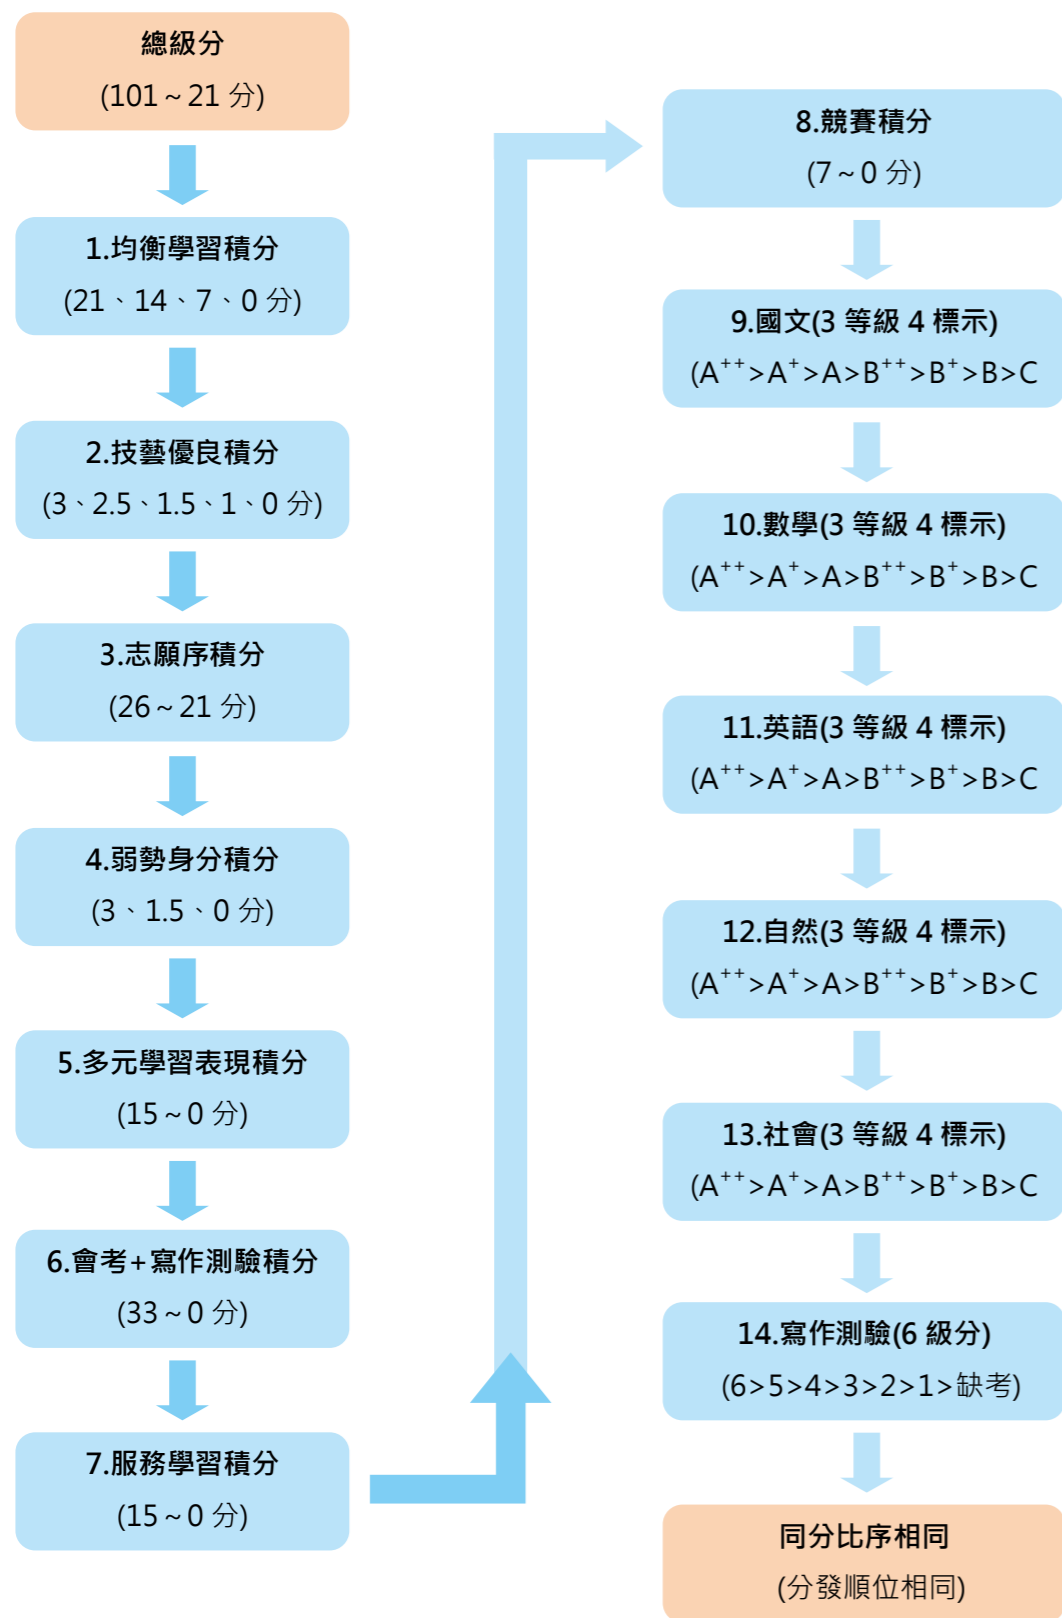 總級分
(101~21 分)
1.均衡學習積分
(21、14、7、0 分)
2.技藝優良積分
(3、2.5、1.5、1、0 分)
3.志願序積分
(26~21 分)
4.弱勢身分積分
(3、1.5、0 分)
5.多元學習表現積分
(15~0 分)
6.會考+寫作測驗積分
(33~0 分)
7.服務學習積分
(15~0 分)
8.競賽積分
(7~0 分)
9.國文(3 等級 4 標示)
(A⁺⁺>A⁺>A>B⁺⁺>B⁺>B>C
10.數學(3 等級 4 標示)
(A⁺⁺>A⁺>A>B⁺⁺>B⁺>B>C
11.英語(3 等級 4 標示)
(A⁺⁺>A⁺>A>B⁺⁺>B⁺>B>C
12.自然(3 等級 4 標示)
(A⁺⁺>A⁺>A>B⁺⁺>B⁺>B>C
13.社會(3 等級 4 標示)
(A⁺⁺>A⁺>A>B⁺⁺>B⁺>B>C
14.寫作測驗(6 級分)
(6>5>4>3>2>1>缺考)
同分比序相同
(分發順位相同)